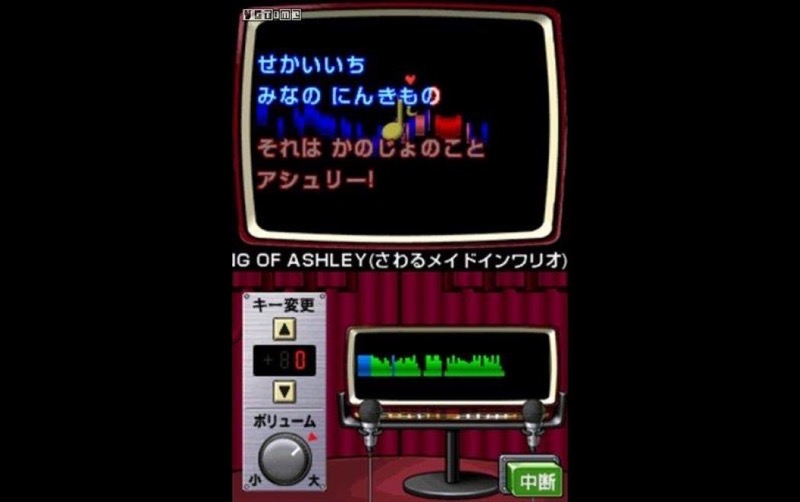 せかいいち
みなの にんきもの
それは かのじょのこと
アシュリー!
IG OF ASHLEY(さわるメイドインワリオ)
キー変更
+ 0
ボリューム
小 大
中断